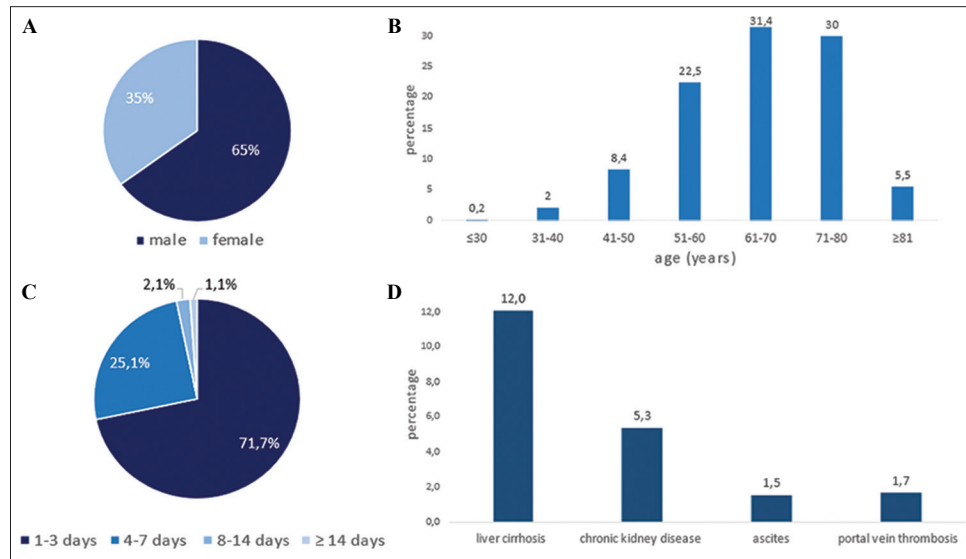 A
35%
65%
male female
B
percentage
30
25
20
15
10
5
0
0,2
2
8,4
22,5
31,4
30
5,5
≤30 31-40 41-50 51-60 61-70 71-80 ≥81
age (years)
C
2,1% 1,1%
25,1%
71,7%
1-3 days 4-7 days 8-14 days ≥ 14 days
D
percentage
12,0
10,0
8,0
6,0
4,0
2,0
0,0
12,0
5,3
1,5
1,7
liver cirrhosis chronic kidney disease ascites portal vein thrombosis